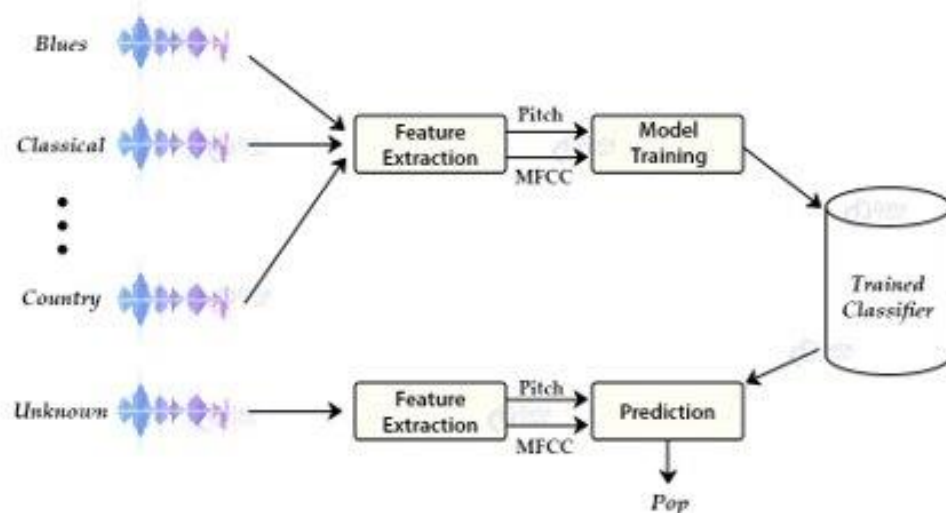 Blues
Classical
Country
Unknown
Feature
Extraction
Pitch
MFCC
Model
Training
Trained
Classifier
Feature
Extraction
Pitch
MFCC
Prediction
Pop